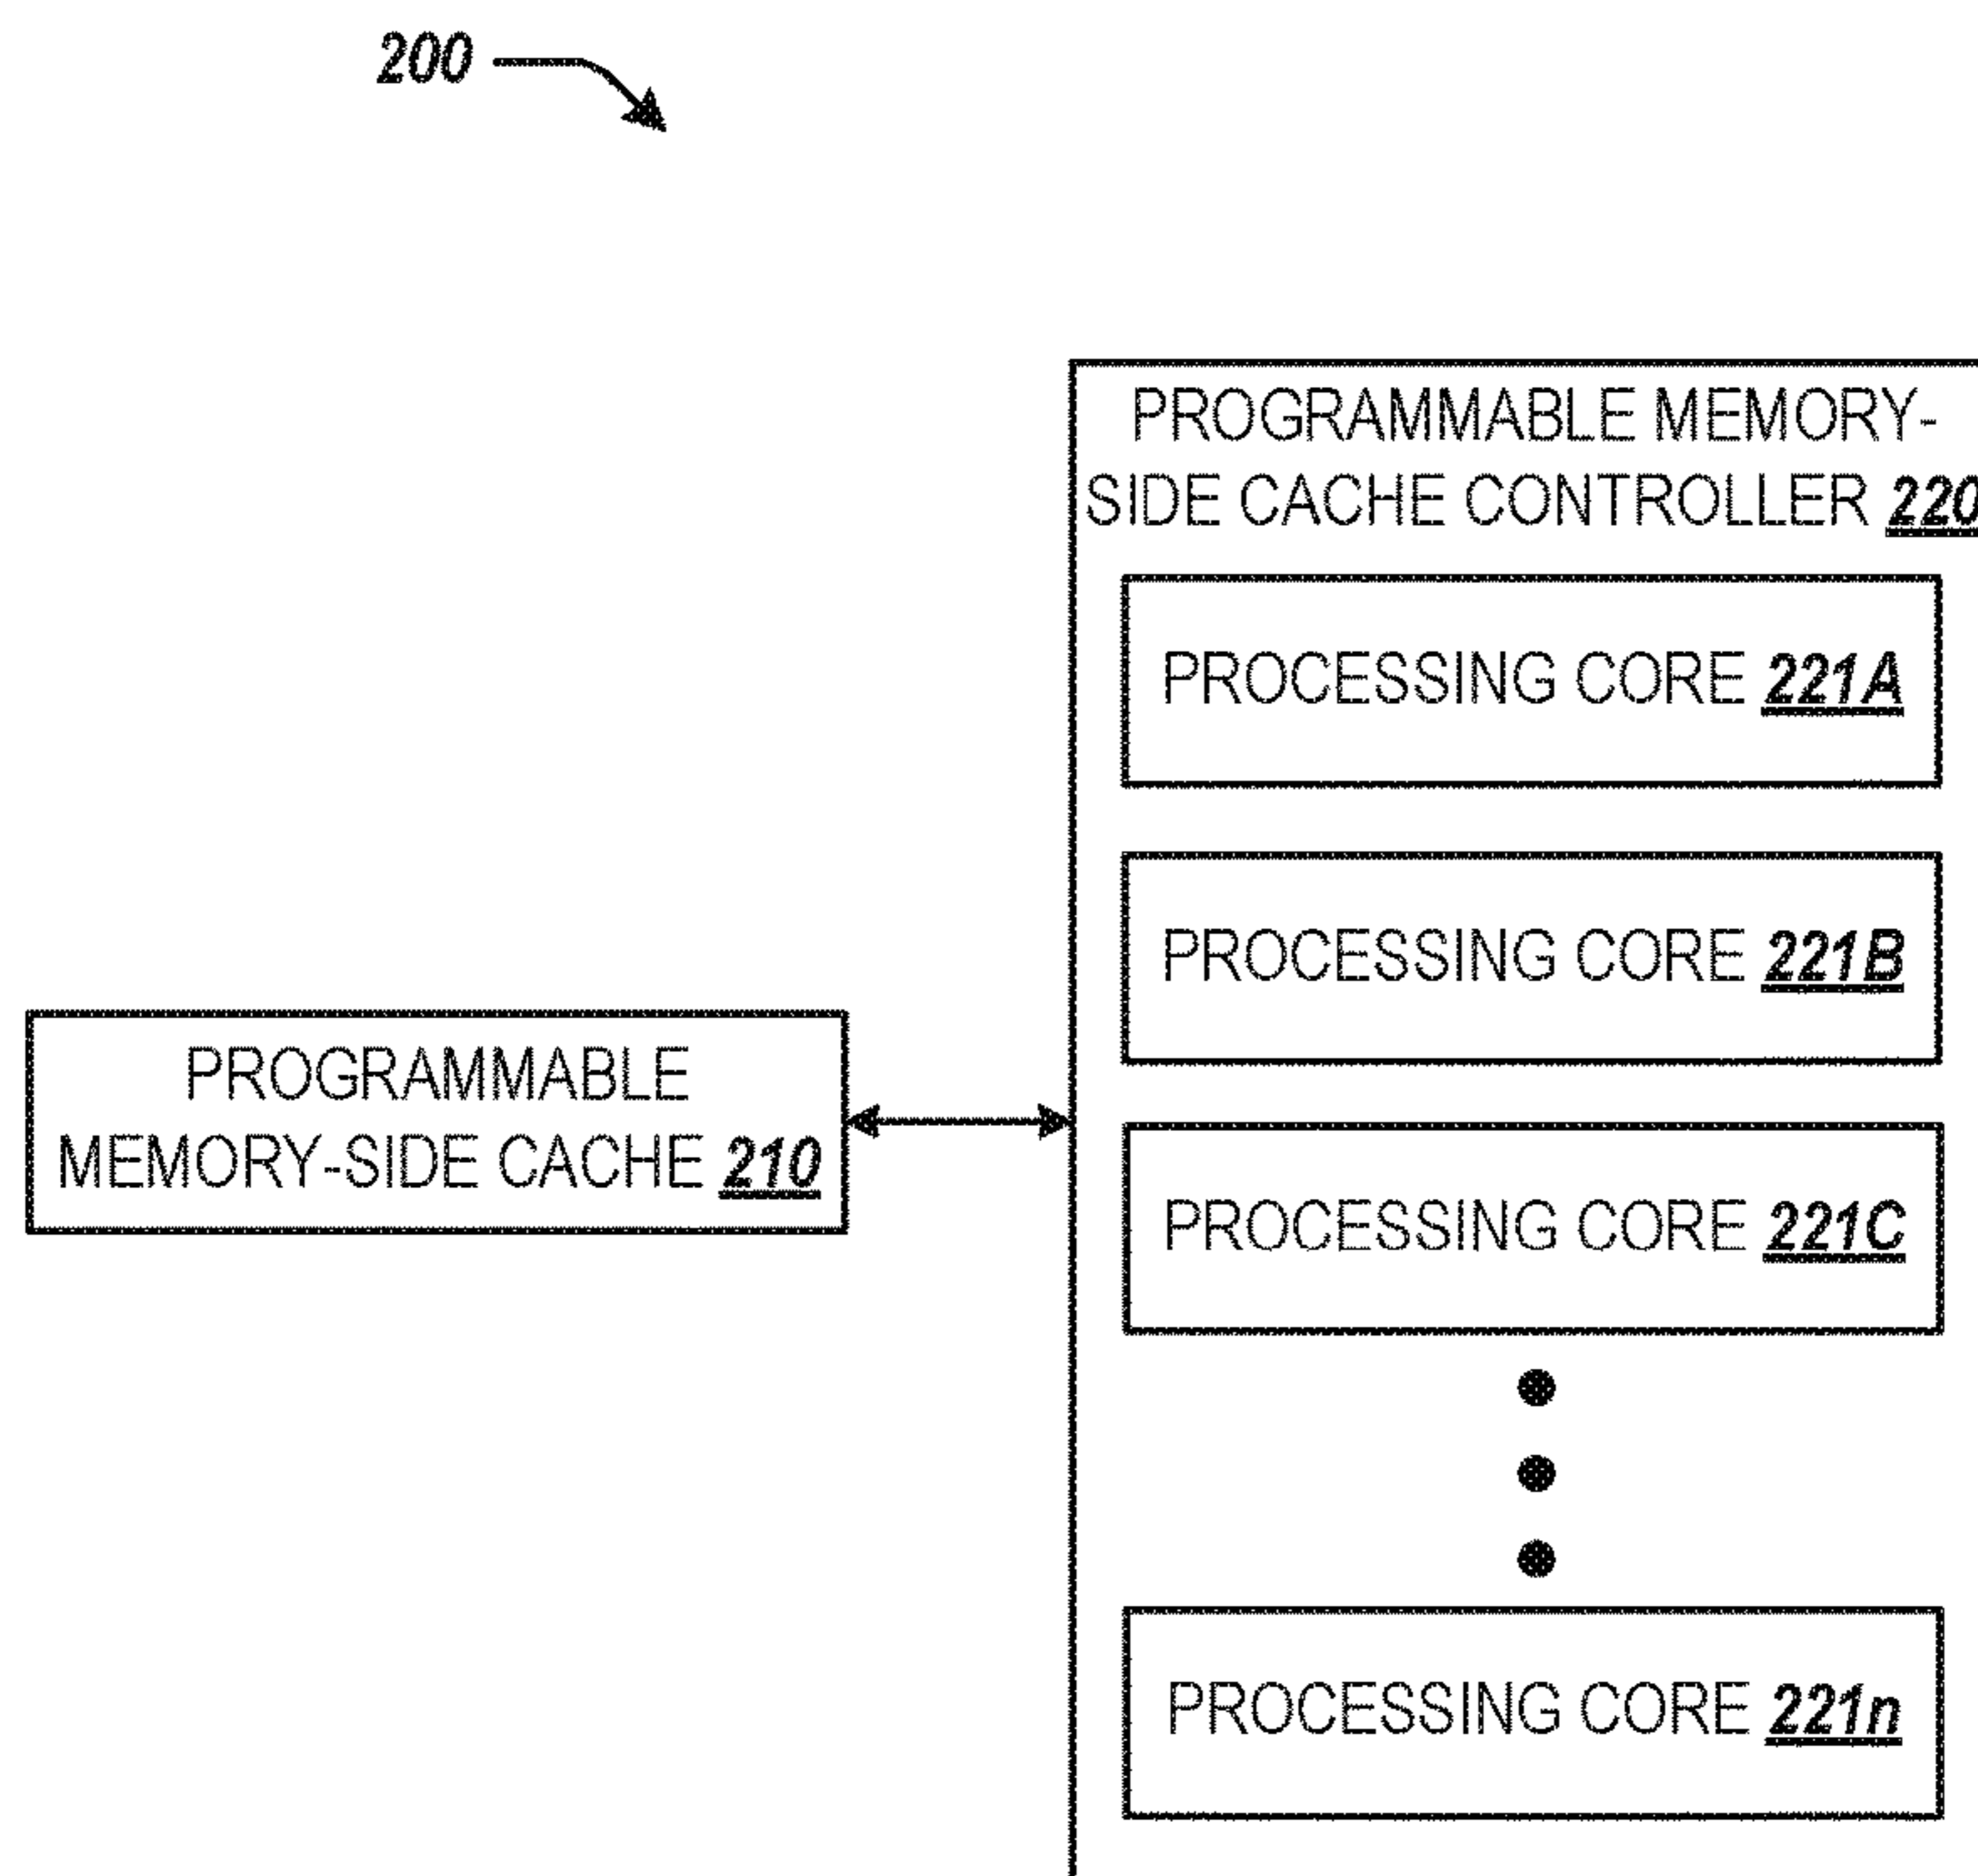 200
PROGRAMMABLE MEMORY-
SIDE CACHE CONTROLLER 220
PROCESSING CORE 221A
PROCESSING CORE 221B
PROGRAMMABLE
MEMORY-SIDE CACHE 210
PROCESSING CORE 221C
PROCESSING CORE 221n